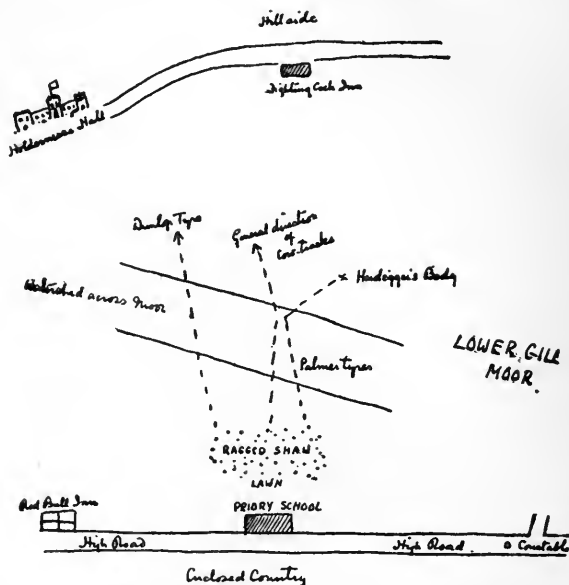 Hillside
Fighting Cock Inn
Holdernesse Hall
Dunlop Tyre
General direction
of
Cow-tracks
Heidegger's Body
Watershed across Moor
LOWER GILL
MOOR.
Palmer tyres
RAGGED SHAW
LAWN
Red Bull Inn
PRIORY SCHOOL
High Road
High Road
Constable
Enclosed Country